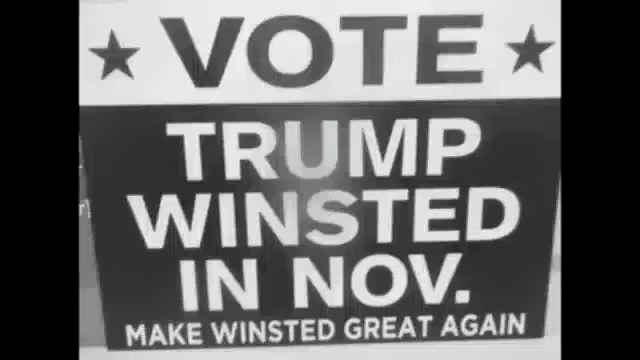 VOTE
TRUMP
WINSTED
IN NOV.
MAKE WINSTED GREAT AGAIN